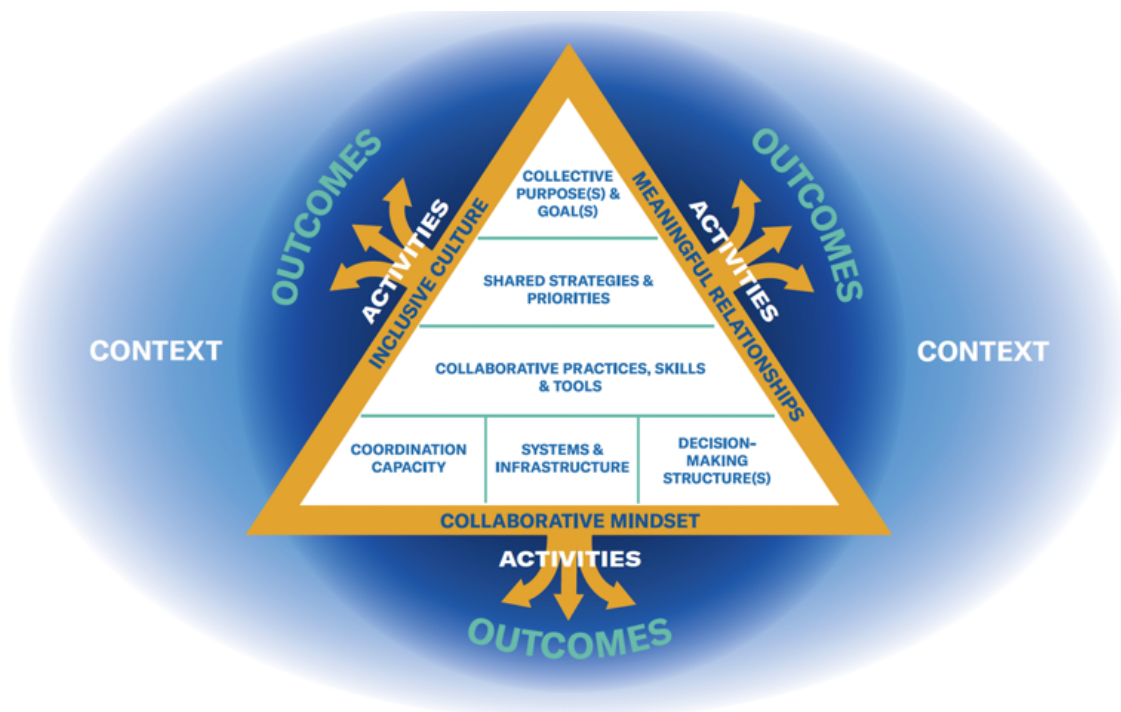 OUTCOMES
ACTIVITIES
INCLUSIVE CULTURE
COLLECTIVE
PURPOSE(S) &
GOAL(S)
MEANINGFUL RELATIONSHIPS
ACTIVITIES
OUTCOMES
SHARED STRATEGIES &
PRIORITIES
CONTEXT
CONTEXT
COLLABORATIVE PRACTICES, SKILLS
& TOOLS
COORDINATION
CAPACITY
SYSTEMS &
INFRASTRUCTURE
DECISION-
MAKING
STRUCTURE(S)
COLLABORATIVE MINDSET
ACTIVITIES
OUTCOMES